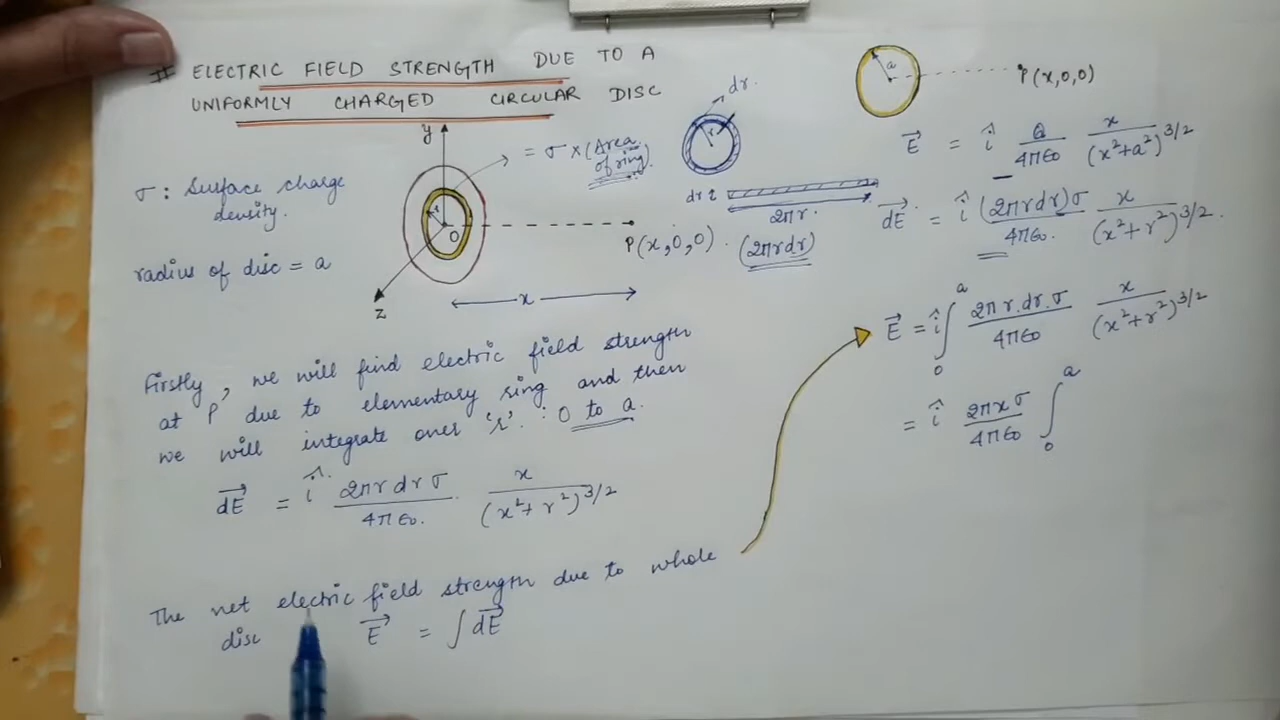 # ELECTRIC FIELD STRENGTH DUE TO A
UNIFORMLY CHARGED CIRCULAR DISC
σ : Surface charge
density.
radius of disc = a
y
= σ × (Area
of ring).
r
O
z
P(x,0,0).
x
dr.
r
dr
2πr.
(2πrdr)
a
P(x,0,0)
E⃗ = î Q/4πε₀ x/(x²+a²)^3/2
dE⃗ = î (2πrdr)σ/4πε₀. x/(x²+r²)^3/2.
E⃗ = î ∫₀ᵃ 2πr.dr.σ/4πε₀ x/(x²+r²)^3/2
= î 2πxσ/4πε₀ ∫₀ᵃ
Firstly, we will find electric field strength
at P due to elementary ring and then
we will integrate over 'r'. : 0 to a.
dE⃗ = î 2πr dr σ/4πε₀. x/(x²+r²)^3/2
The net electric field strength due to whole
disc E⃗ = ∫dE⃗